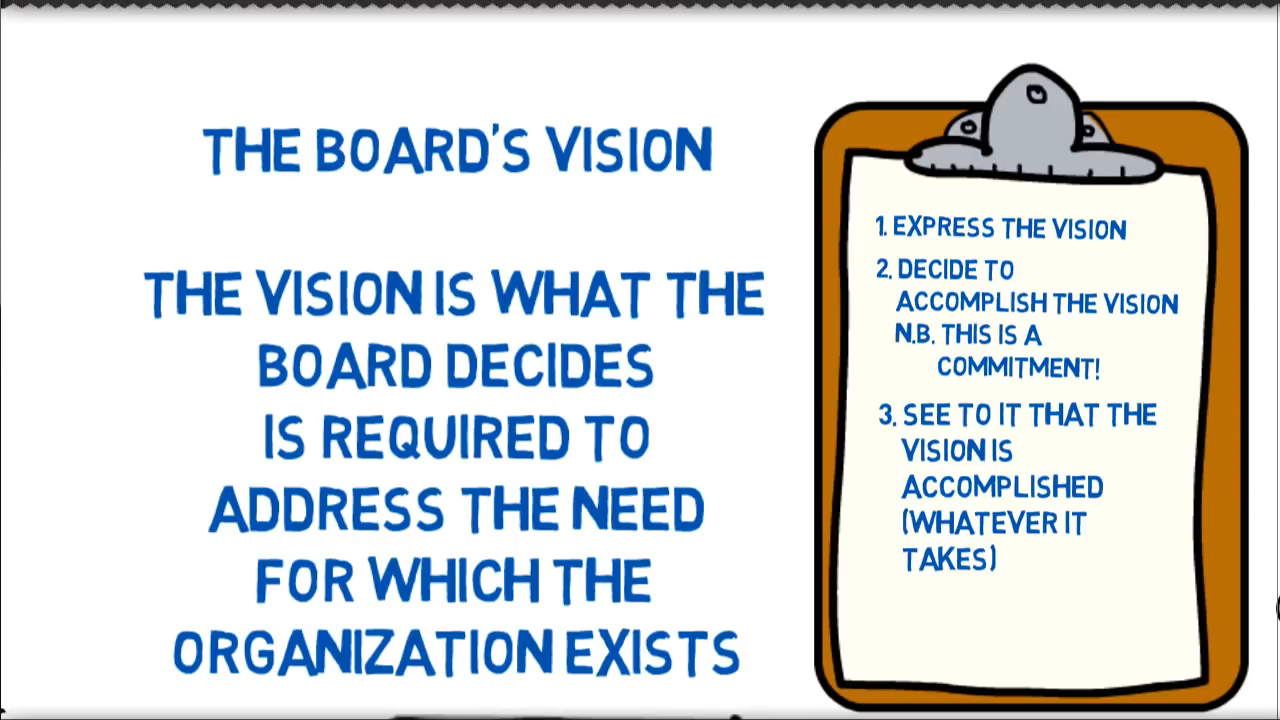 THE BOARD'S VISION
THE VISION IS WHAT THE
BOARD DECIDES
IS REQUIRED TO
ADDRESS THE NEED
FOR WHICH THE
ORGANIZATION EXISTS
1. EXPRESS THE VISION
2. DECIDE TO
ACCOMPLISH THE VISION
N.B. THIS IS A
COMMITMENT!
3. SEE TO IT THAT THE
VISION IS
ACCOMPLISHED
(WHATEVER IT
TAKES)